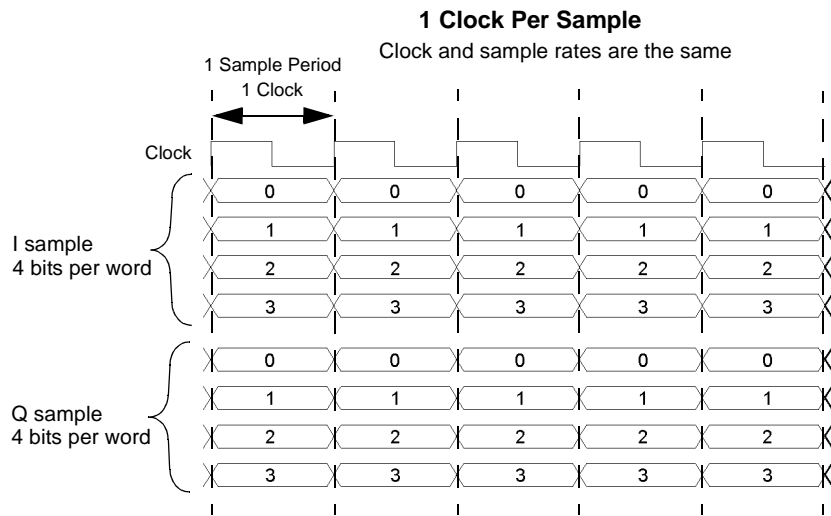 1 Clock Per Sample
Clock and sample rates are the same
1 Sample Period
1 Clock
Clock
0 0 0 0 0
1 1 1 1 1
I sample
4 bits per word
2 2 2 2 2
3 3 3 3 3
0 0 0 0 0
1 1 1 1 1
Q sample
4 bits per word
2 2 2 2 2
3 3 3 3 3